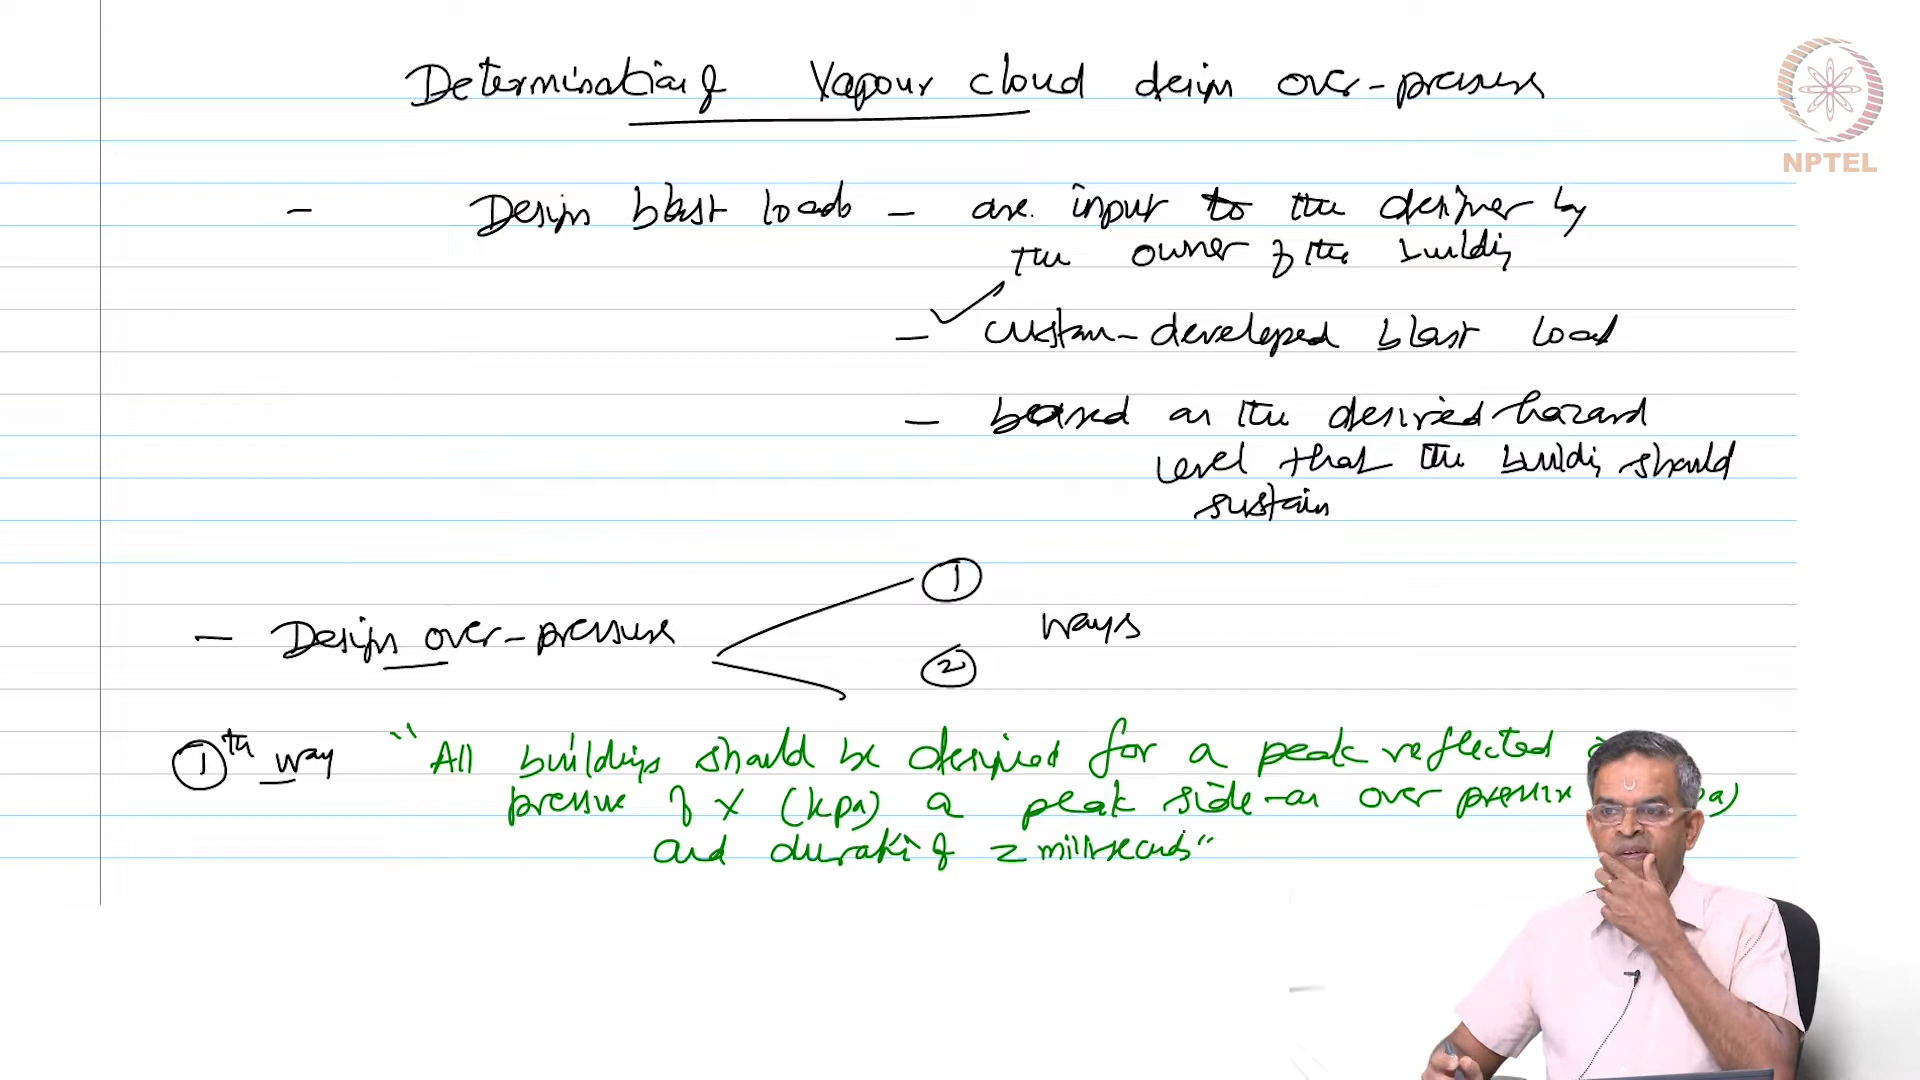 Determination of Vapour cloud design over-pressure
NPTEL
- Design blast loads - are input to the designer by
the owner of the building
- custom-developed blast load
- based on the desired hazard
level that the building should
sustain
- Design over-pressure
1
ways
2
1th way "All buildings should be designed for a peak reflected
pressure of x (kpa) a peak side-on over pressure pa)
and duration of z milliseconds"